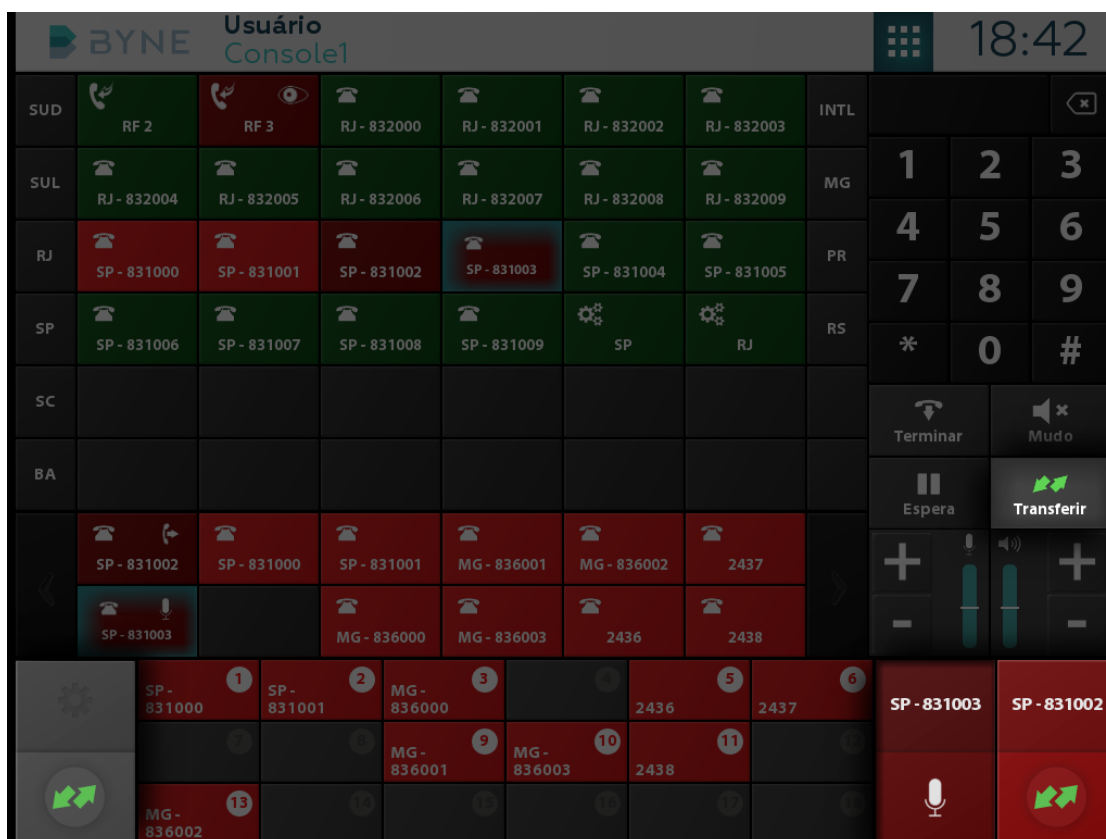 BYNE
Usuário
Console1
18:42
SUD
RF 2
RF 3
RJ - 832000
RJ - 832001
RJ - 832002
RJ - 832003
INTL
SUL
RJ - 832004
RJ - 832005
RJ - 832006
RJ - 832007
RJ - 832008
RJ - 832009
MG
RJ
SP - 831000
SP - 831001
SP - 831002
SP - 831003
SP - 831004
SP - 831005
PR
SP
SP - 831006
SP - 831007
SP - 831008
SP - 831009
SP
RJ
RS
SC
BA
SP - 831002
SP - 831000
SP - 831001
MG - 836001
MG - 836002
2437
SP - 831003
MG - 836000
MG - 836003
2436
2438
1 2 3
4 5 6
7 8 9
* 0 #
Terminar
Mudo
Espera
Transferir
+
+
-
-
1
SP -
831000
2
SP -
831001
3
MG -
836000
4
5
2436
6
2437
7
8
9
MG -
836001
10
MG -
836003
11
2438
12
13
MG -
836002
14
15
16
17
18
SP - 831003
SP - 831002